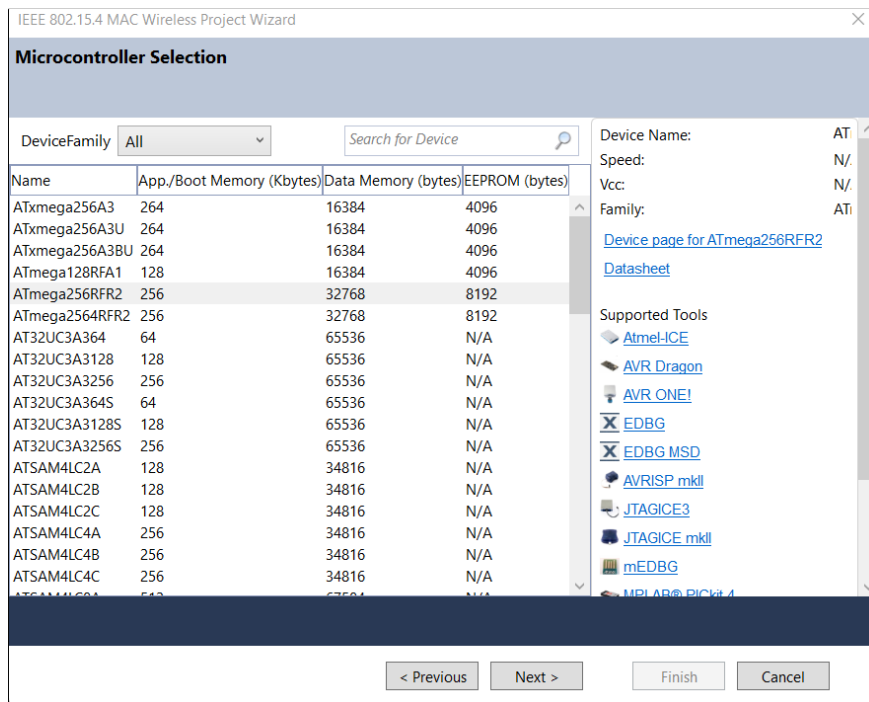 IEEE 802.15.4 MAC Wireless Project Wizard
Microcontroller Selection
DeviceFamily All Search for Device
Name App./Boot Memory (Kbytes) Data Memory (bytes) EEPROM (bytes)
ATxmega256A3 264 16384 4096
ATxmega256A3U 264 16384 4096
ATxmega256A3BU 264 16384 4096
ATmega128RFA1 128 16384 4096
ATmega256RFR2 256 32768 8192
ATmega2564RFR2 256 32768 8192
AT32UC3A364 64 65536 N/A
AT32UC3A3128 128 65536 N/A
AT32UC3A3256 256 65536 N/A
AT32UC3A364S 64 65536 N/A
AT32UC3A3128S 128 65536 N/A
AT32UC3A3256S 256 65536 N/A
ATSAM4LC2A 128 34816 N/A
ATSAM4LC2B 128 34816 N/A
ATSAM4LC2C 128 34816 N/A
ATSAM4LC4A 256 34816 N/A
ATSAM4LC4B 256 34816 N/A
ATSAM4LC4C 256 34816 N/A
Device Name: AT
Speed: N/
Vcc: N/
Family: AT
Device page for ATmega256RFR2
Datasheet
Supported Tools
Atmel-ICE
AVR Dragon
AVR ONE!
EDBG
EDBG MSD
AVRISP mkII
JTAGICE3
JTAGICE mkII
mEDBG
MPLAB® PICkit 4
< Previous Next > Finish Cancel